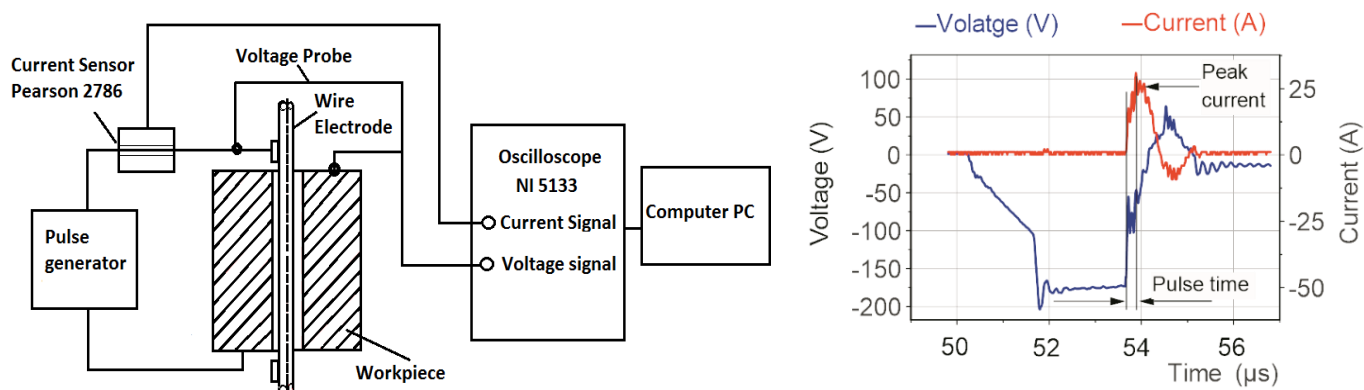 Current Sensor
Pearson 2786
Voltage Probe
Wire
Electrode
Pulse
generator
Workpiece
Oscilloscope
NI 5133
Current Signal
Voltage signal
Computer PC
Volatge (V)
Current (A)
Voltage (V)
100
50
0
-50
-100
-150
-200
Peak
current
Pulse time
25
0
-25
-50
Current (A)
50
52
54
56
Time (µs)